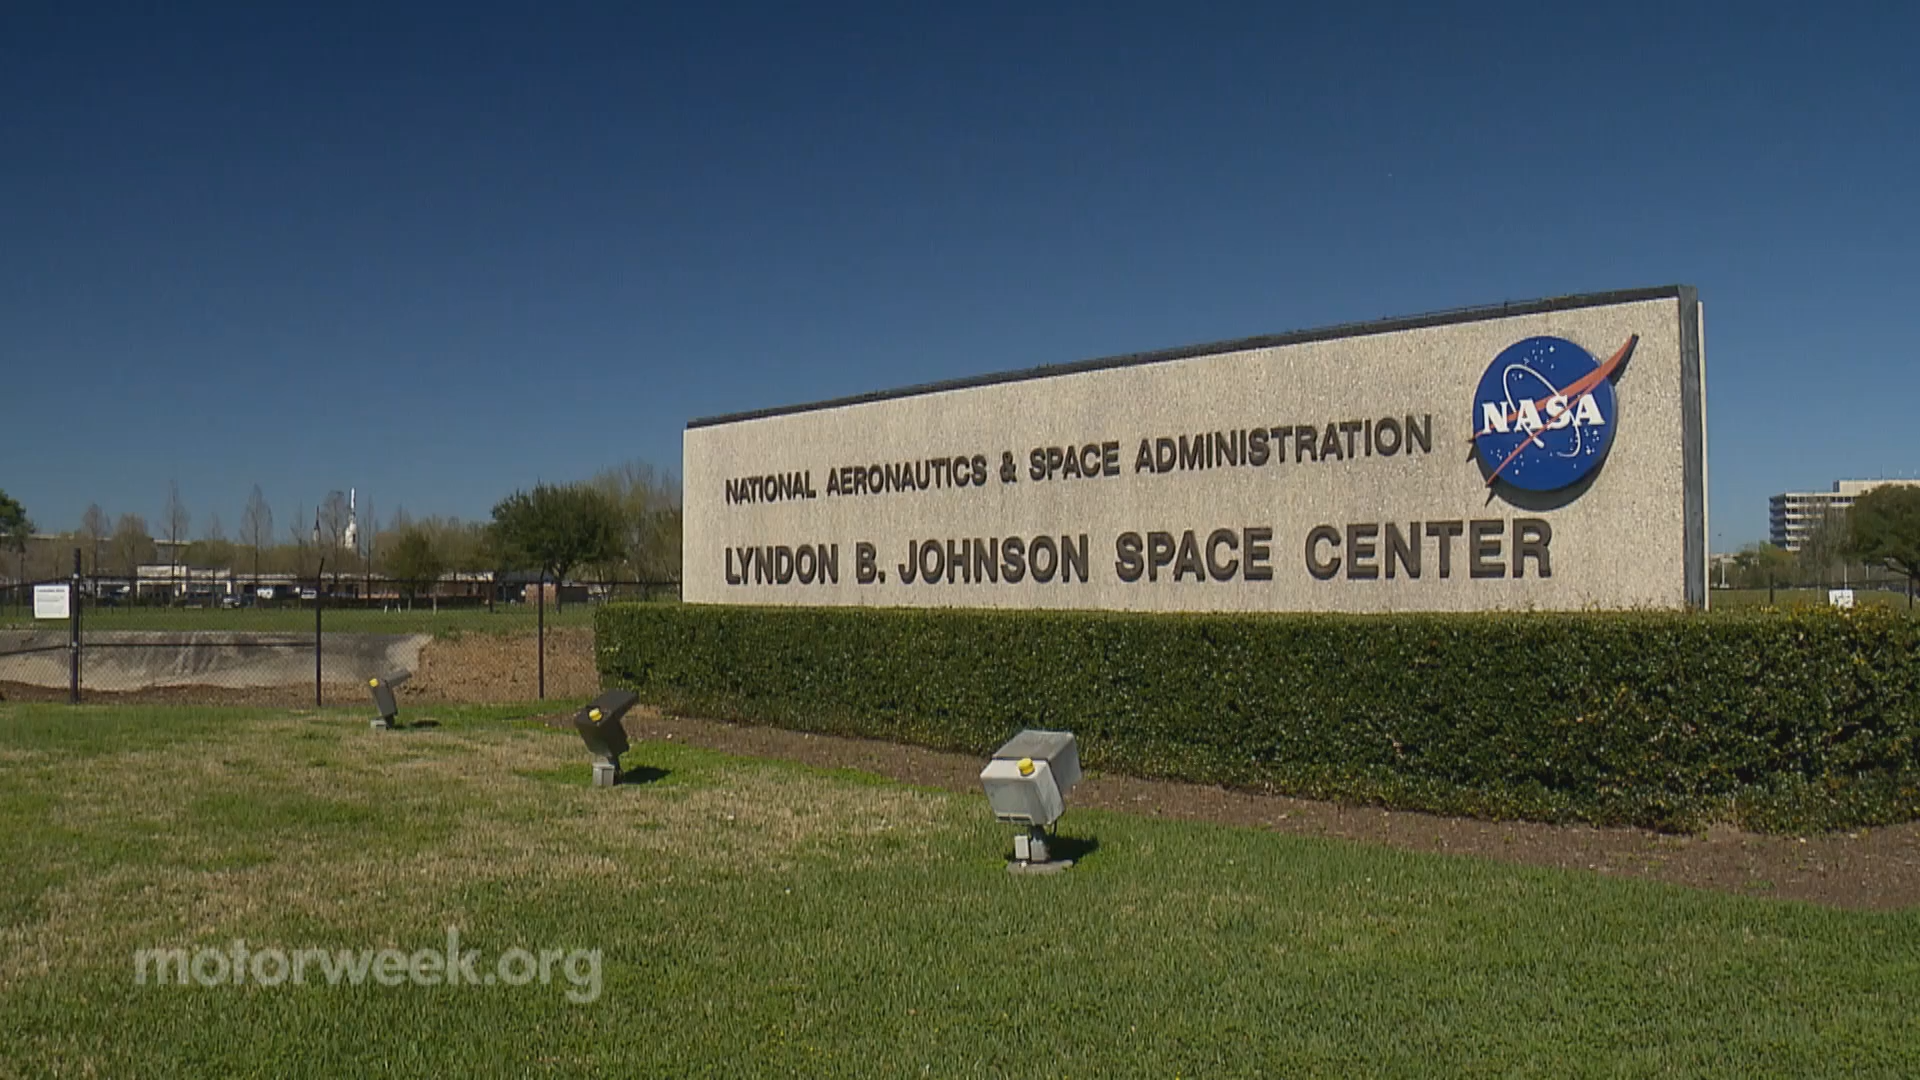 NATIONAL AERONAUTICS & SPACE ADMINISTRATION
NASA
LYNDON B. JOHNSON SPACE CENTER
motorweek.org